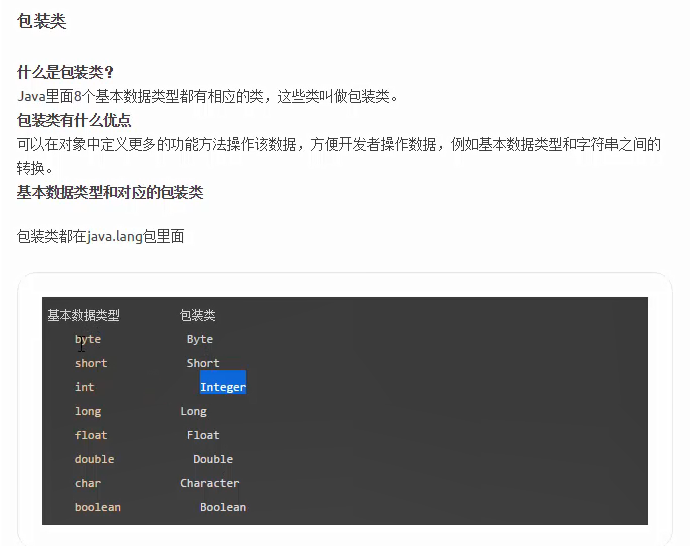 包装类
什么是包装类？
Java里面8个基本数据类型都有相应的类，这些类叫做包装类。
包装类有什么优点
可以在对象中定义更多的功能方法操作该数据，方便开发者操作数据，例如基本数据类型和字符串之间的
转换。
基本数据类型和对应的包装类
包装类都在java.lang包里面
基本数据类型 包装类
byte Byte
short Short
int Integer
long Long
float Float
double Double
char Character
boolean Boolean